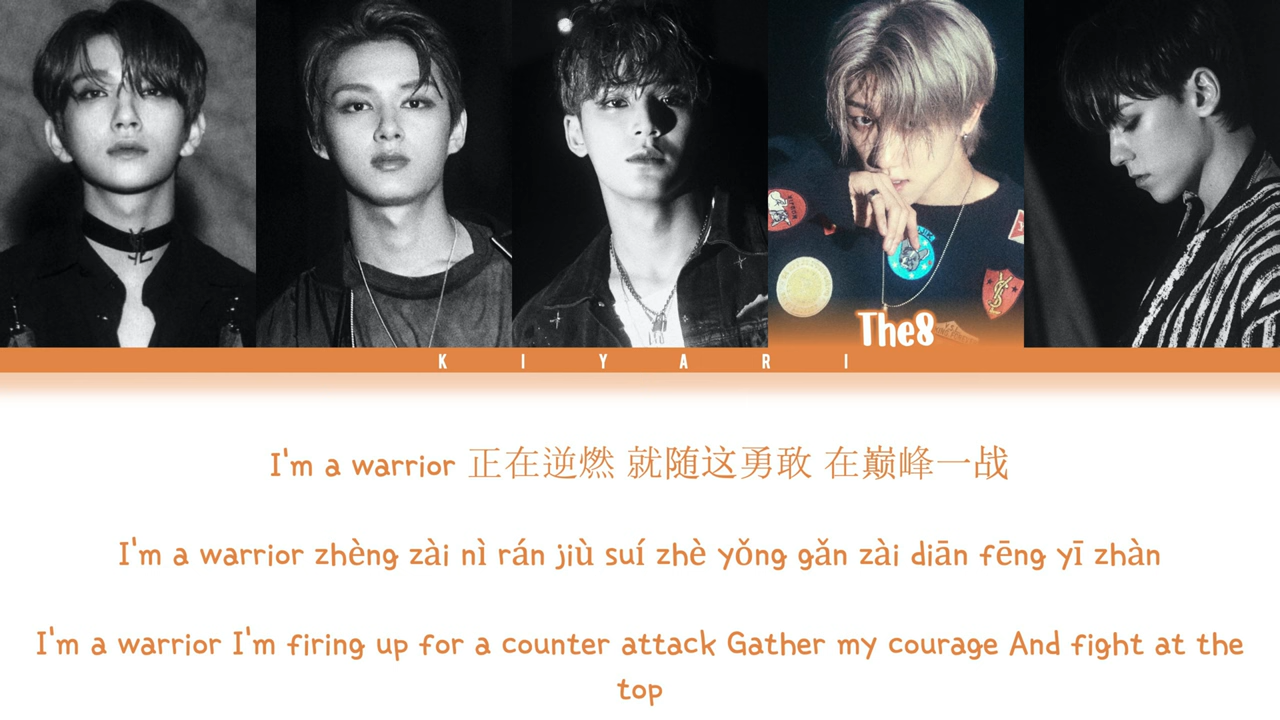 The8
KIYARI
I'm a warrior 正在逆燃 就随这勇敢 在巅峰一战
I'm a warrior zhèng zài nì rán jiù suí zhè yǒng gǎn zài diān fēng yī zhàn
I'm a warrior I'm firing up for a counter attack Gather my courage And fight at the
top